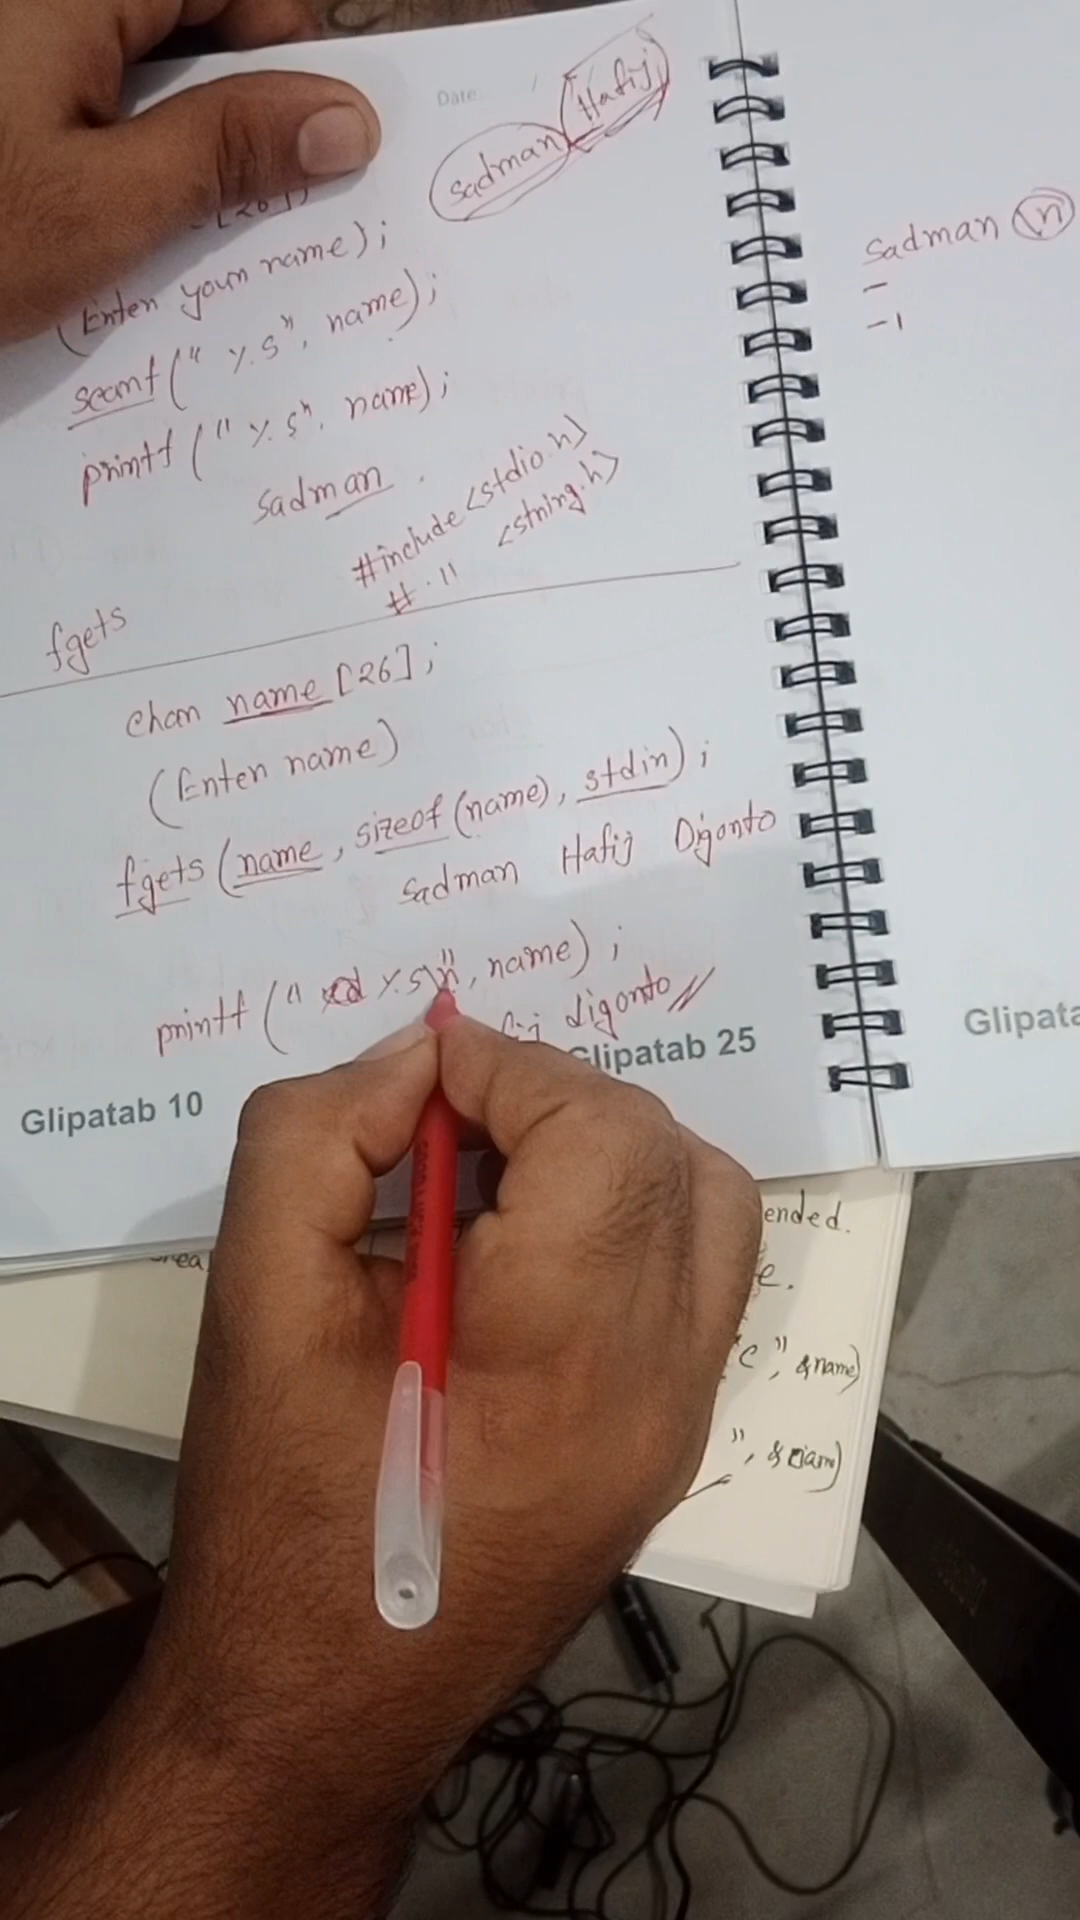 Date
Sadman Hafij
[26]
(Enter your name);
scanf("%s", name);
printf("%s", name);
Sadman
#include <stdio.h>
# " <string.h>
fgets
char name [26];
(Enter name)
fgets (name, sizeof (name), stdin);
Sadman Hafij Digonto
printf (" %s\n", name);
digonto
Glipatab 10
Glipatab 25
Sadman \n
-
-1
Glipata
ended.
e.
c", &name)
", &name)